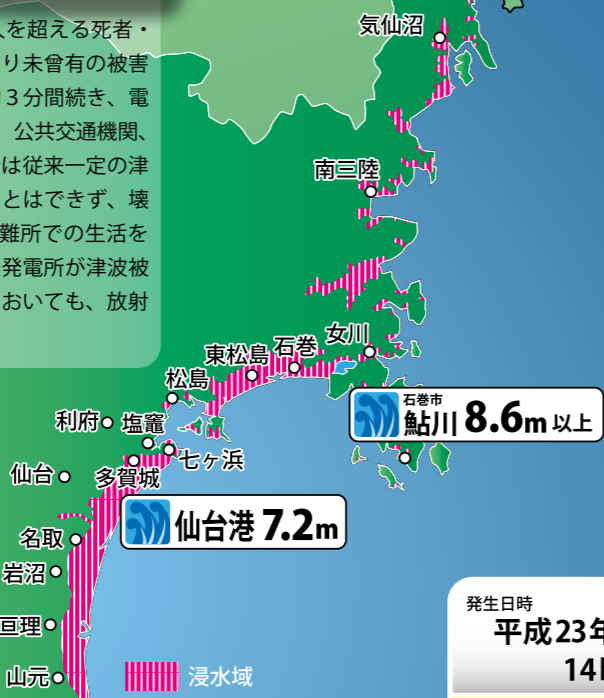 人を超える死者・
り未曾有の被害
3分間続き、電
公共交通機関、
は従来一定の津
とはできず、壊
難所での生活を
発電所が津波被
おいても、放射
気仙沼
南三陸
女川
石巻
東松島
松島
石巻市
鮎川 8.6m 以上
利府
塩竈
七ヶ浜
仙台
多賀城
仙台港 7.2m
名取
岩沼
亘理
山元
浸水域
発生日時
平成23年
14